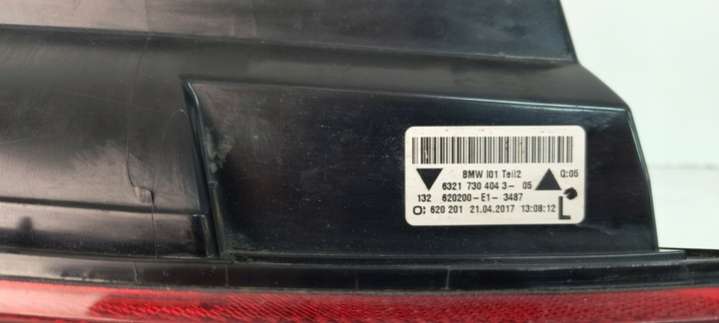 BMW I01 Teil2 Q:05
6321 730 404 3- 05
132 620200-E1- 3487
O: 620 201 21.04.2017 13:08:12 L